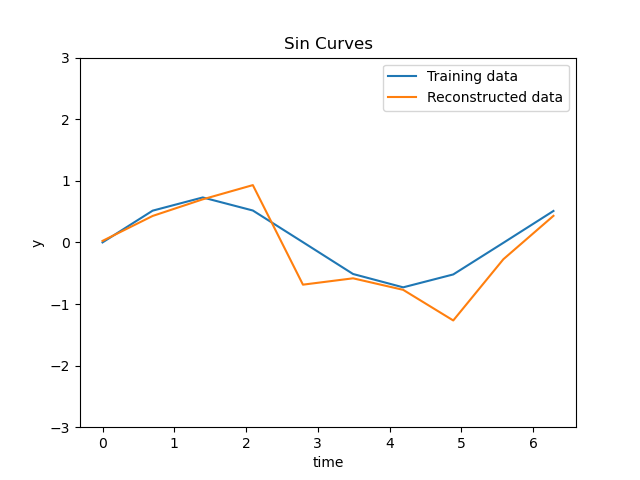 Sin Curves
Training data
Reconstructed data
3
2
1
0
−1
−2
−3
y
0 1 2 3 4 5 6
time